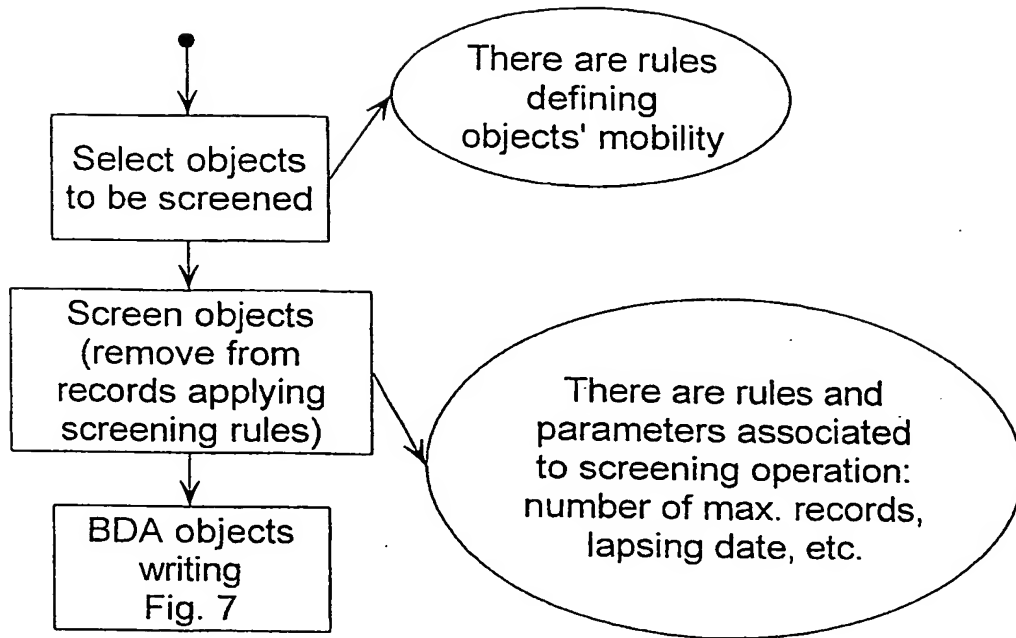 There are rules
defining
objects' mobility
Select objects
to be screened
Screen objects
(remove from
records applying
screening rules)
There are rules and
parameters associated
to screening operation:
number of max. records,
lapsing date, etc.
BDA objects
writing
Fig. 7